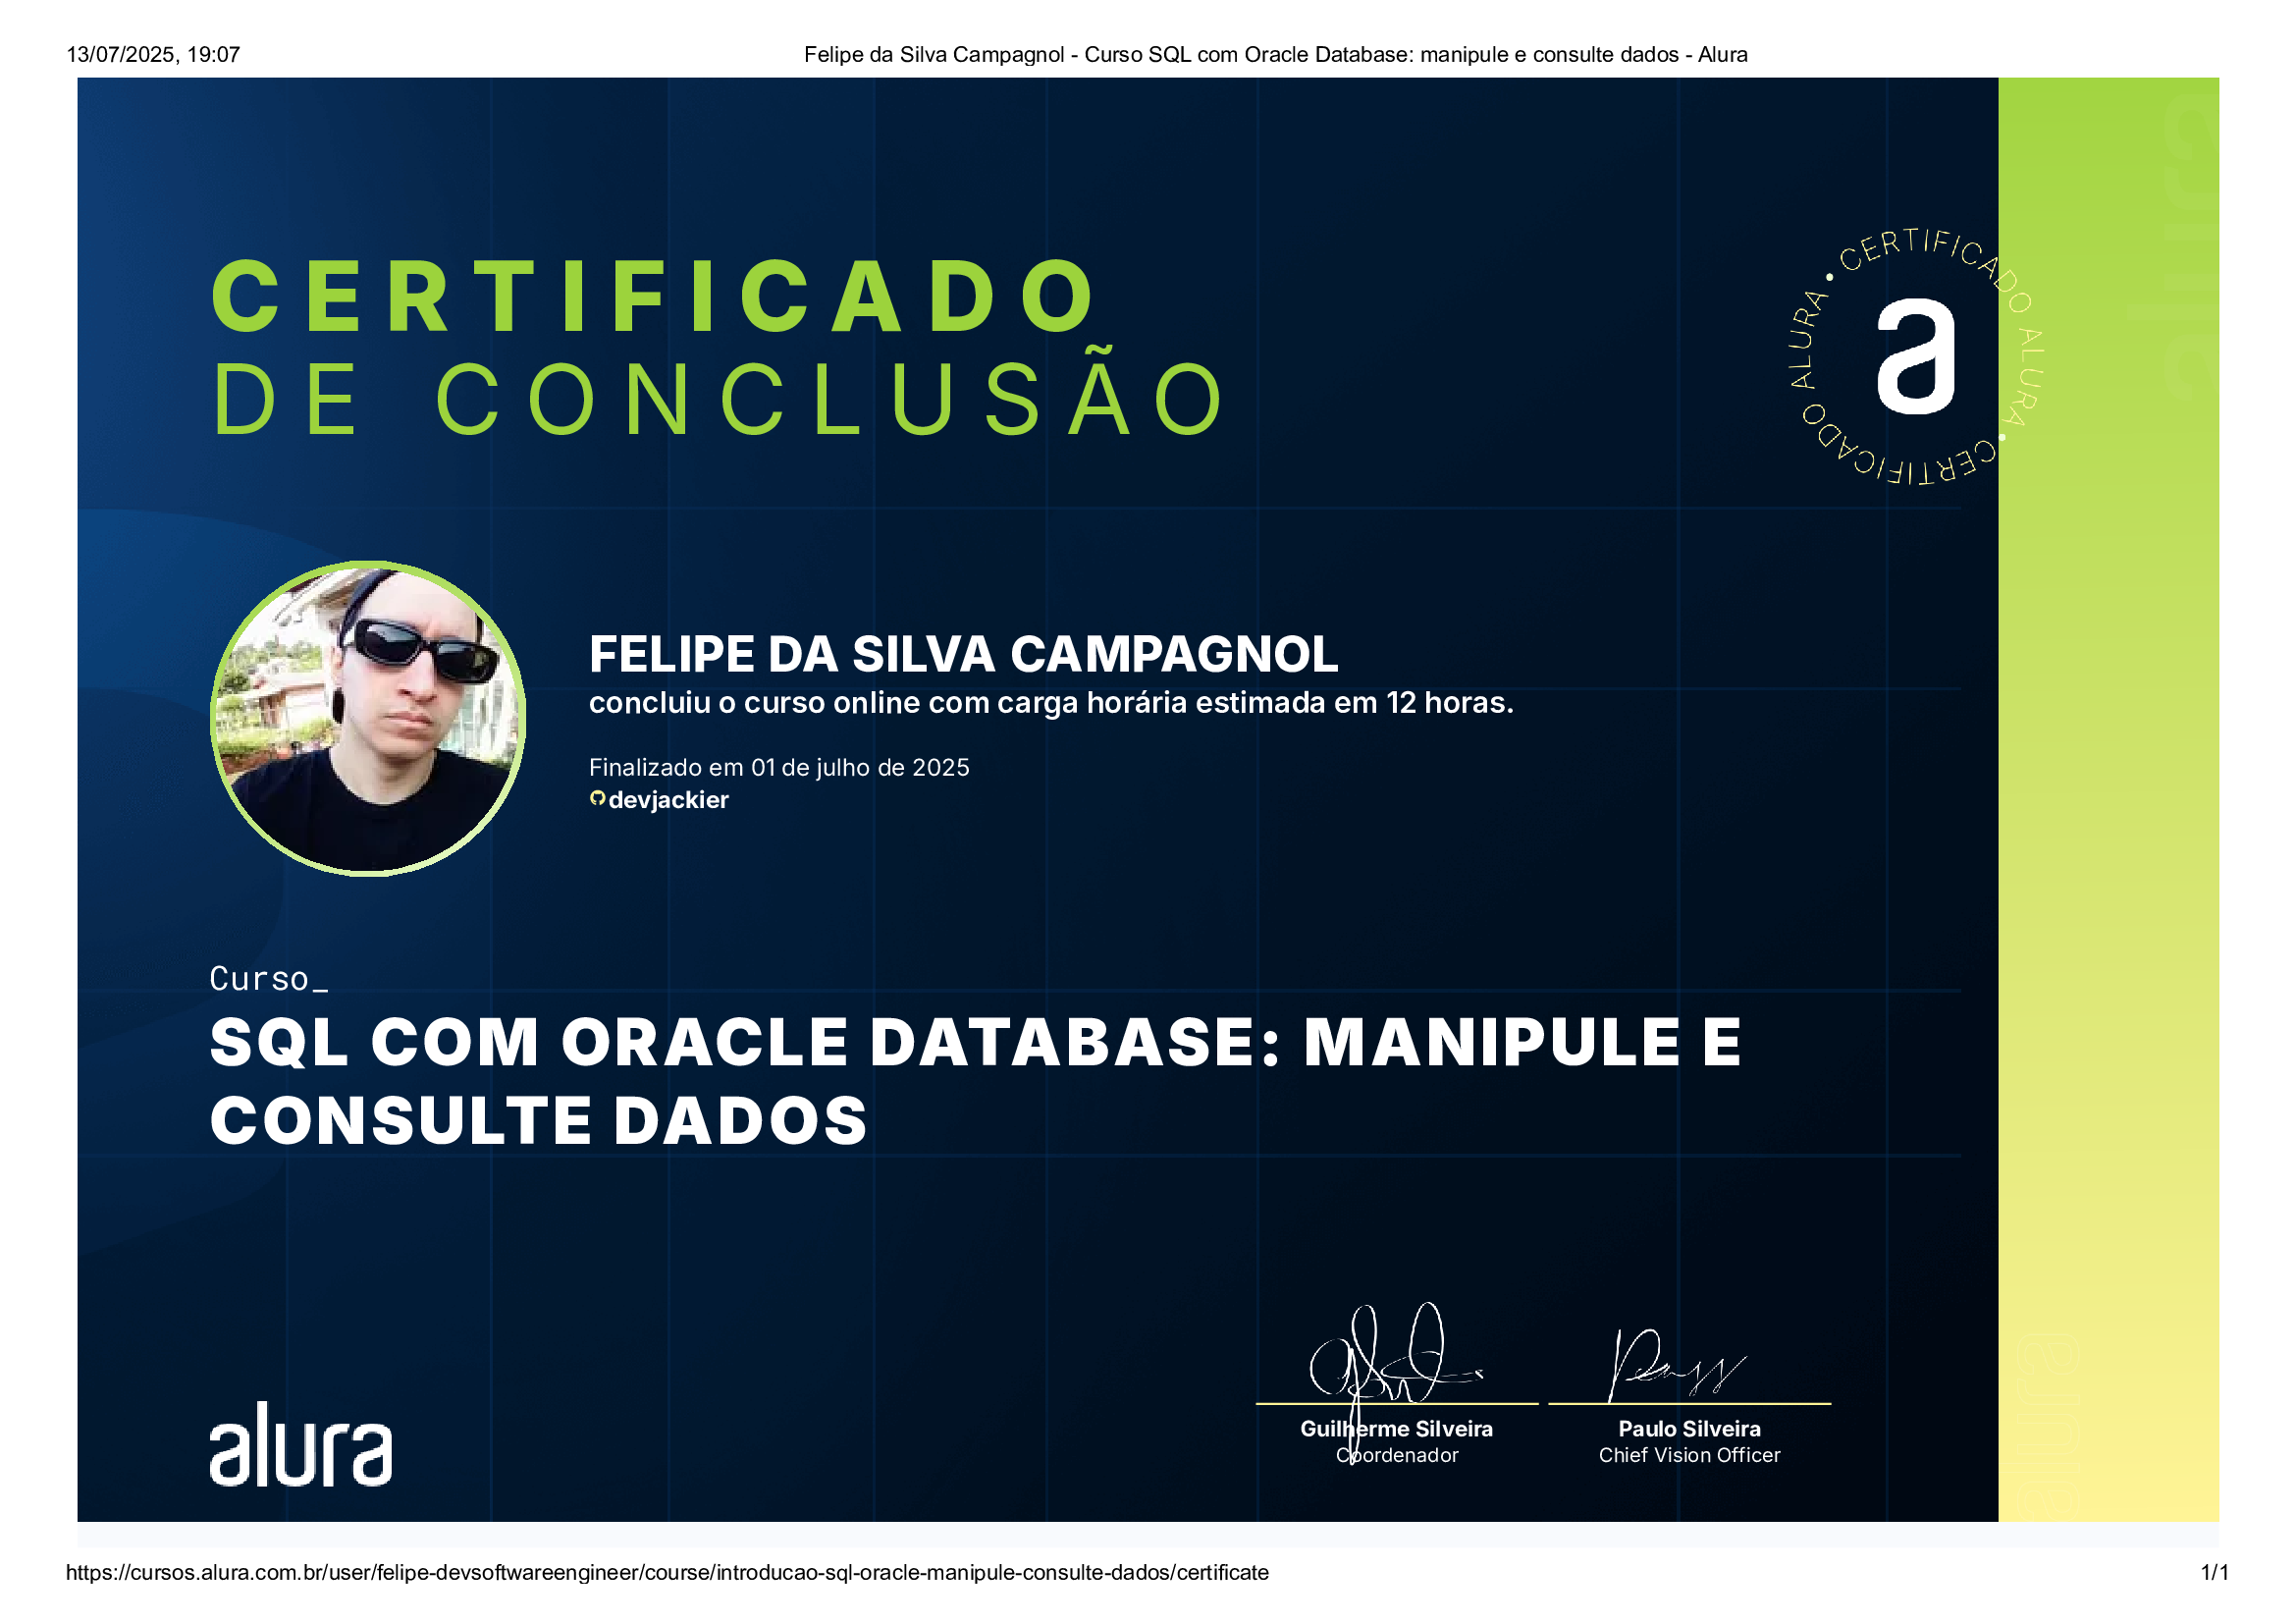 13/07/2025, 19:07
Felipe da Silva Campagnol - Curso SQL com Oracle Database: manipule e consulte dados - Alura
CERTIFICADO
DE CONCLUSÃO
CERTIFICADO ALURA • CERTIFICADO ALURA •
a
FELIPE DA SILVA CAMPAGNOL
concluiu o curso online com carga horária estimada em 12 horas.
Finalizado em 01 de julho de 2025
devjackier
Curso_
SQL COM ORACLE DATABASE: MANIPULE E
CONSULTE DADOS
alura
Guilherme Silveira
Coordenador
Paulo Silveira
Chief Vision Officer
alura
alura
https://cursos.alura.com.br/user/felipe-devsoftwareengineer/course/introducao-sql-oracle-manipule-consulte-dados/certificate
1/1